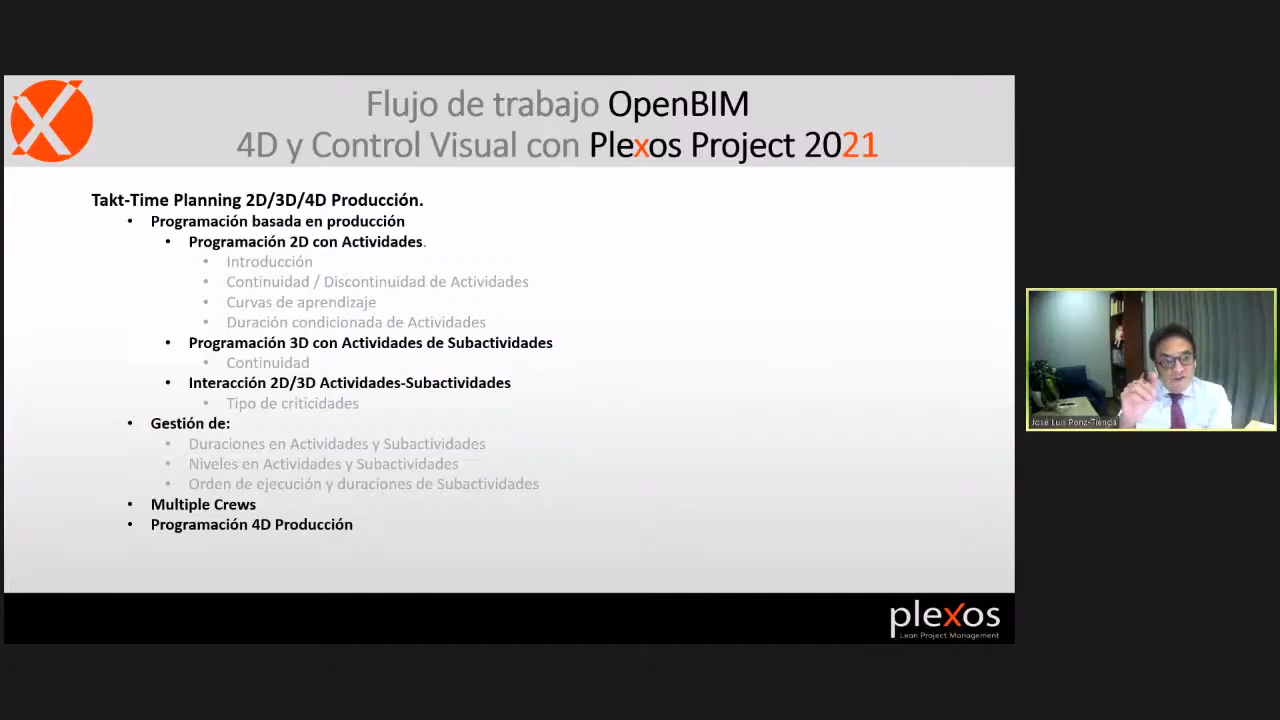 Flujo de trabajo OpenBIM
4D y Control Visual con Plexos Project 2021
Takt-Time Planning 2D/3D/4D Producción.
• Programación basada en producción
• Programación 2D con Actividades.
• Introducción
• Continuidad / Discontinuidad de Actividades
• Curvas de aprendizaje
• Duración condicionada de Actividades
• Programación 3D con Actividades de Subactividades
• Continuidad
• Interacción 2D/3D Actividades-Subactividades
• Tipo de criticidades
• Gestión de:
• Duraciones en Actividades y Subactividades
• Niveles en Actividades y Subactividades
• Orden de ejecución y duraciones de Subactividades
• Multiple Crews
• Programación 4D Producción
José Luis Ponz-Tienda
plexos
Lean Project Management